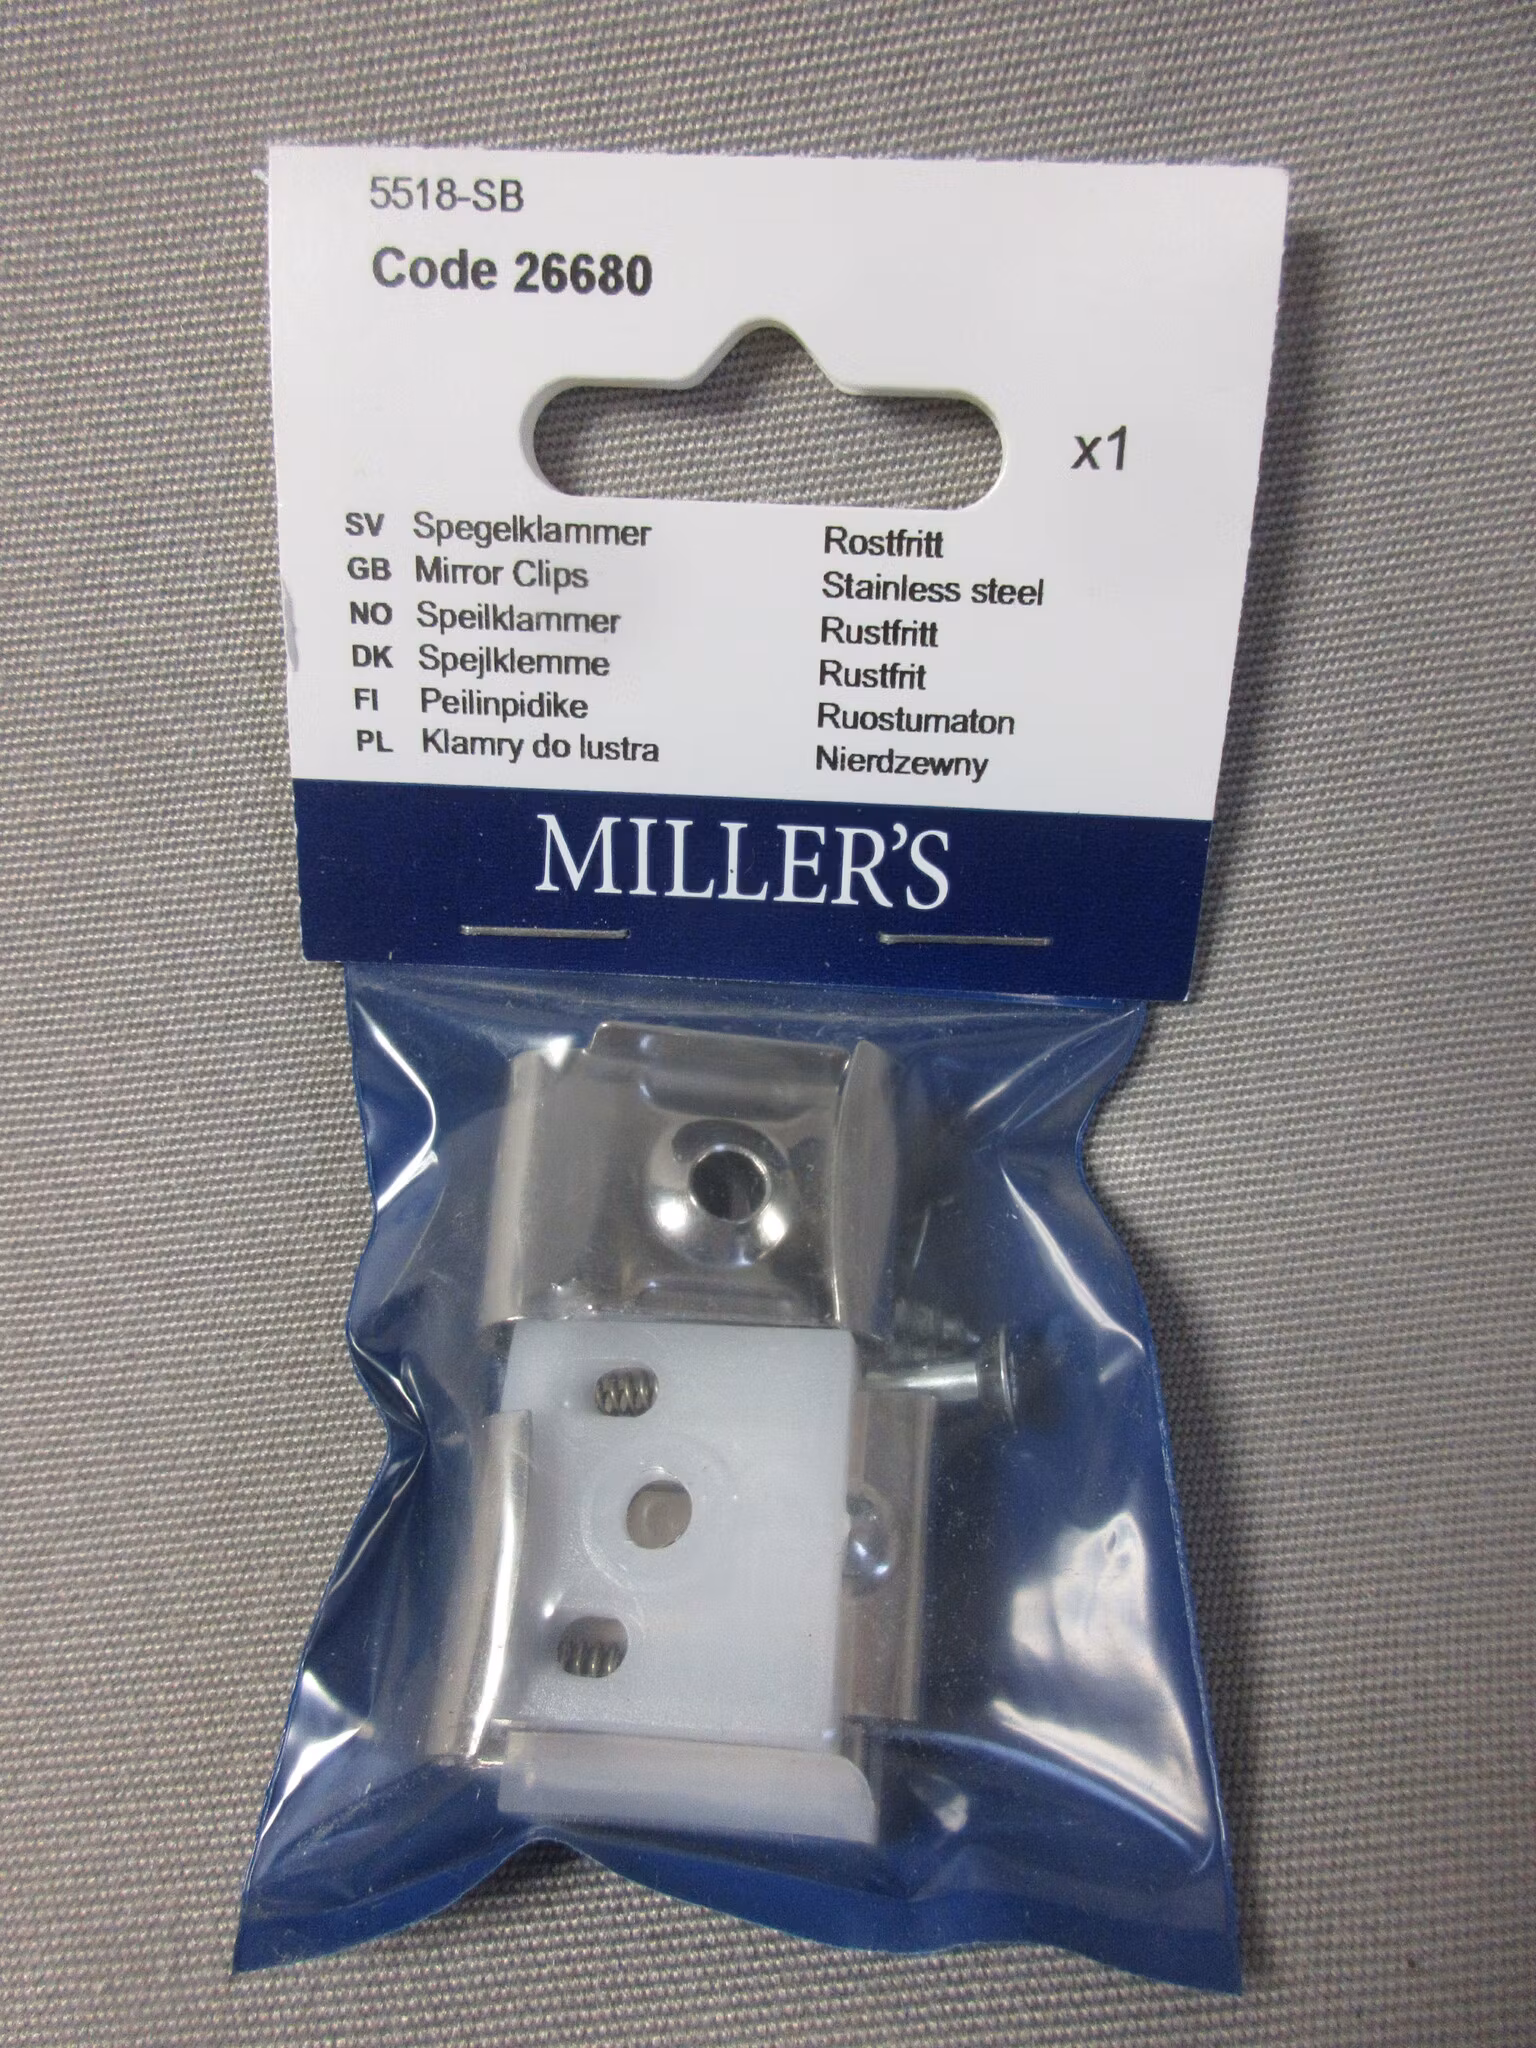 5518-SB
Code 26680
x1
SV Spegelklammer Rostfritt
GB Mirror Clips Stainless steel
NO Speilklammer Rustfritt
DK Spejlklemme Rustfrit
FI Peilinpidike Ruostumaton
PL Klamry do lustra Nierdzewny
MILLER'S